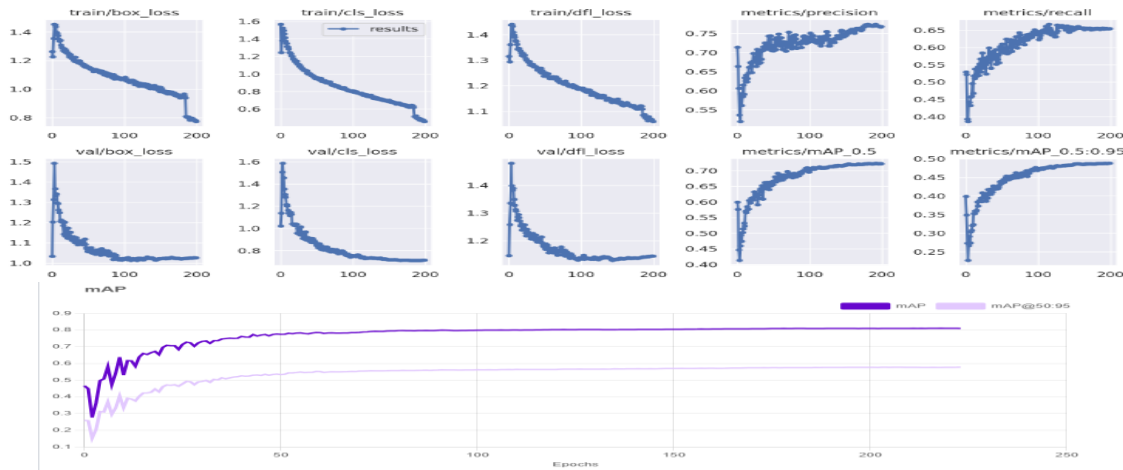 train/box_loss train/cls_loss train/dfl_loss metrics/precision metrics/recall
1.4 1.2 1.0 0.8
1.6 1.4 1.2 1.0 0.8 0.6
results
1.4 1.3 1.2 1.1
0.75 0.70 0.65 0.60 0.55
0.65 0.60 0.55 0.50 0.45 0.40
0 100 200 0 100 200 0 100 200 0 100 200 0 100 200
val/box_loss val/cls_loss val/dfl_loss metrics/mAP_0.5 metrics/mAP_0.5:0.95
1.5 1.4 1.3 1.2 1.1 1.0
1.6 1.4 1.2 1.0 0.8
1.4 1.3 1.2
0.70 0.65 0.60 0.55 0.50 0.45 0.40
0.50 0.45 0.40 0.35 0.30 0.25
0 100 200 0 100 200 0 100 200 0 100 200 0 100 200
mAP
mAP mAP@50:95
0.9
0.8
0.7
0.6
0.5
0.4
0.3
0.2
0.1
0 50 100 150 200 250
Epochs